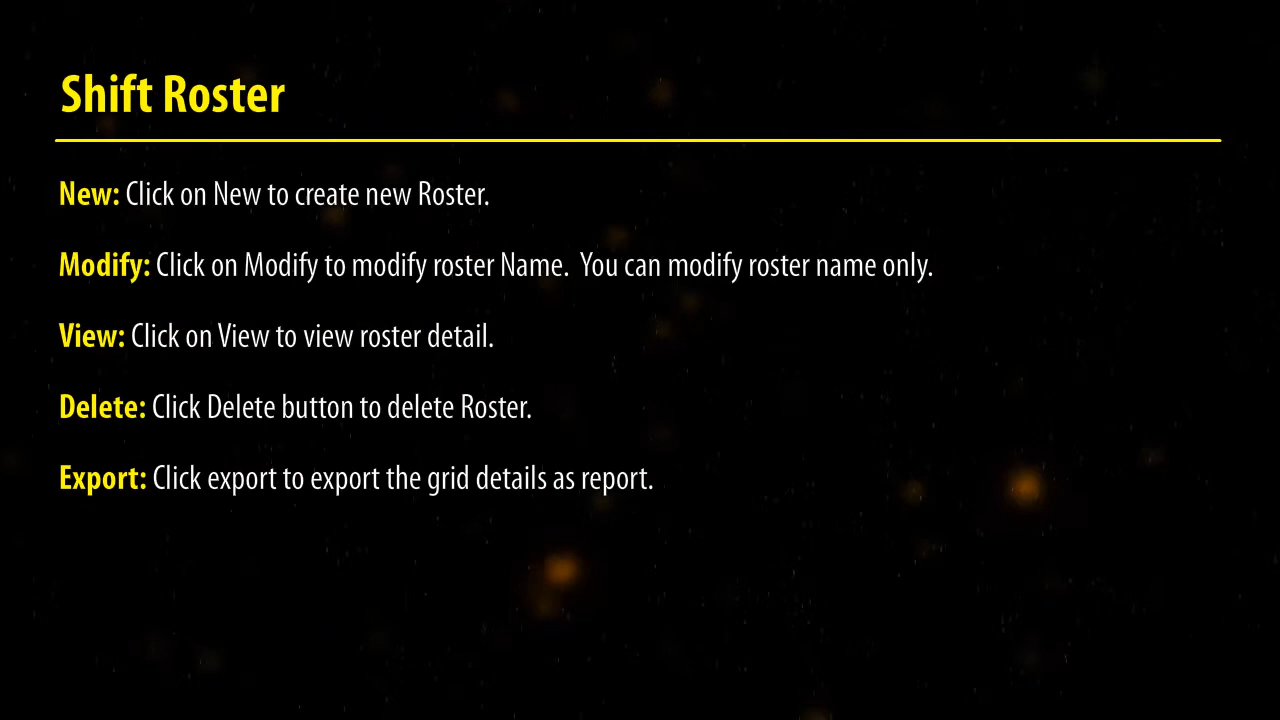 Shift Roster
New: Click on New to create new Roster.
Modify: Click on Modify to modify roster Name.  You can modify roster name only.
View: Click on View to view roster detail.
Delete: Click Delete button to delete Roster.
Export: Click export to export the grid details as report.